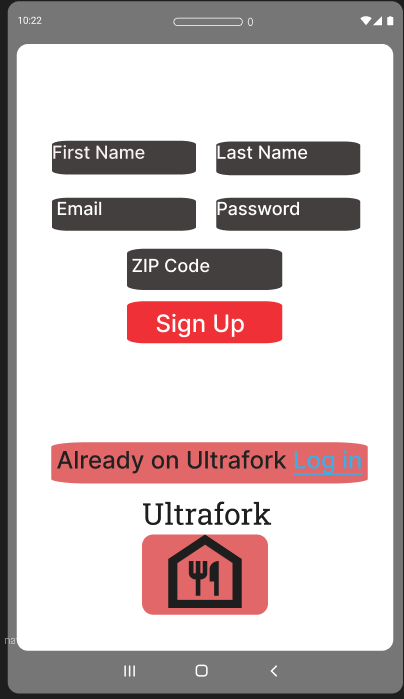 10:22
0
First Name
Last Name
Email
Password
ZIP Code
Sign Up
Already on Ultrafork Log in
Ultrafork